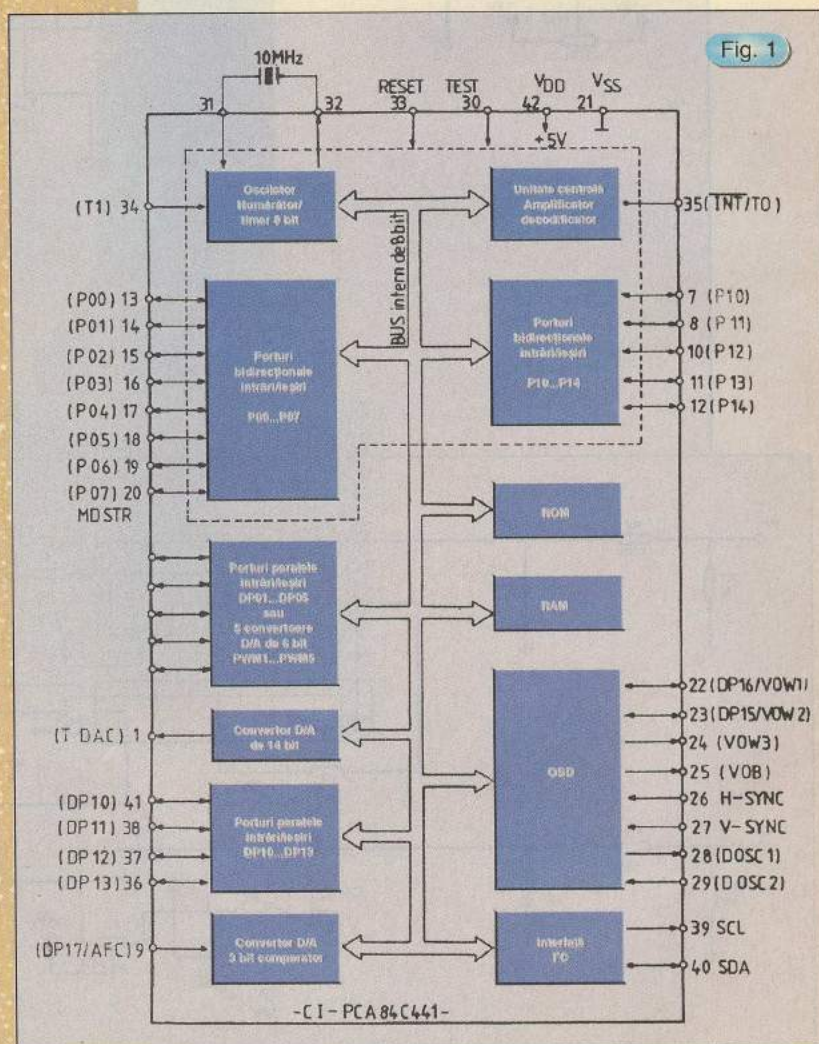 Fig. 1
10MHz
31
32
RESET
33
TEST
30
VDD
42
VSS
21
+5V
(T1) 34
Oscilator
Numărător/
timer 8 bit
Unitate centrală
Amplificator
decodificator
35(INT/TO)
BUS intern de 8 bit
(P00) 13
(P01) 14
(P02) 15
(P03) 16
(P04) 17
(P05) 18
(P06) 19
(P07) 20
MDSTR
Porturi
bidirecționale
intrări/ieșiri
P00...P07
Porturi
bidirecționale
intrări/ieșiri
P10...P14
7 (P10)
8 (P11)
10 (P12)
11 (P13)
12 (P14)
ROM
RAM
Porturi paralele
intrări/ieșiri
DP01...DP05
sau
5 convertoare
D/A de 6 bit
PWM1...PWM5
(T DAC) 1
Convertor D/A
de 14 bit
OSD
22 (DP16/VOW1)
23 (DP15/VOW2)
24 (VOW3)
25 (VOB)
26 H-SYNC
27 V-SYNC
28 (DOSC1)
29 (DOSC2)
(DP10) 41
(DP11) 38
(DP12) 37
(DP13) 36
Porturi paralele
intrări/ieșiri
DP10...DP13
(DP17/AFC) 9
Convertor D/A
3 bit comparator
Interfață
I²C
39 SCL
40 SDA
-CI-PCA84C441-